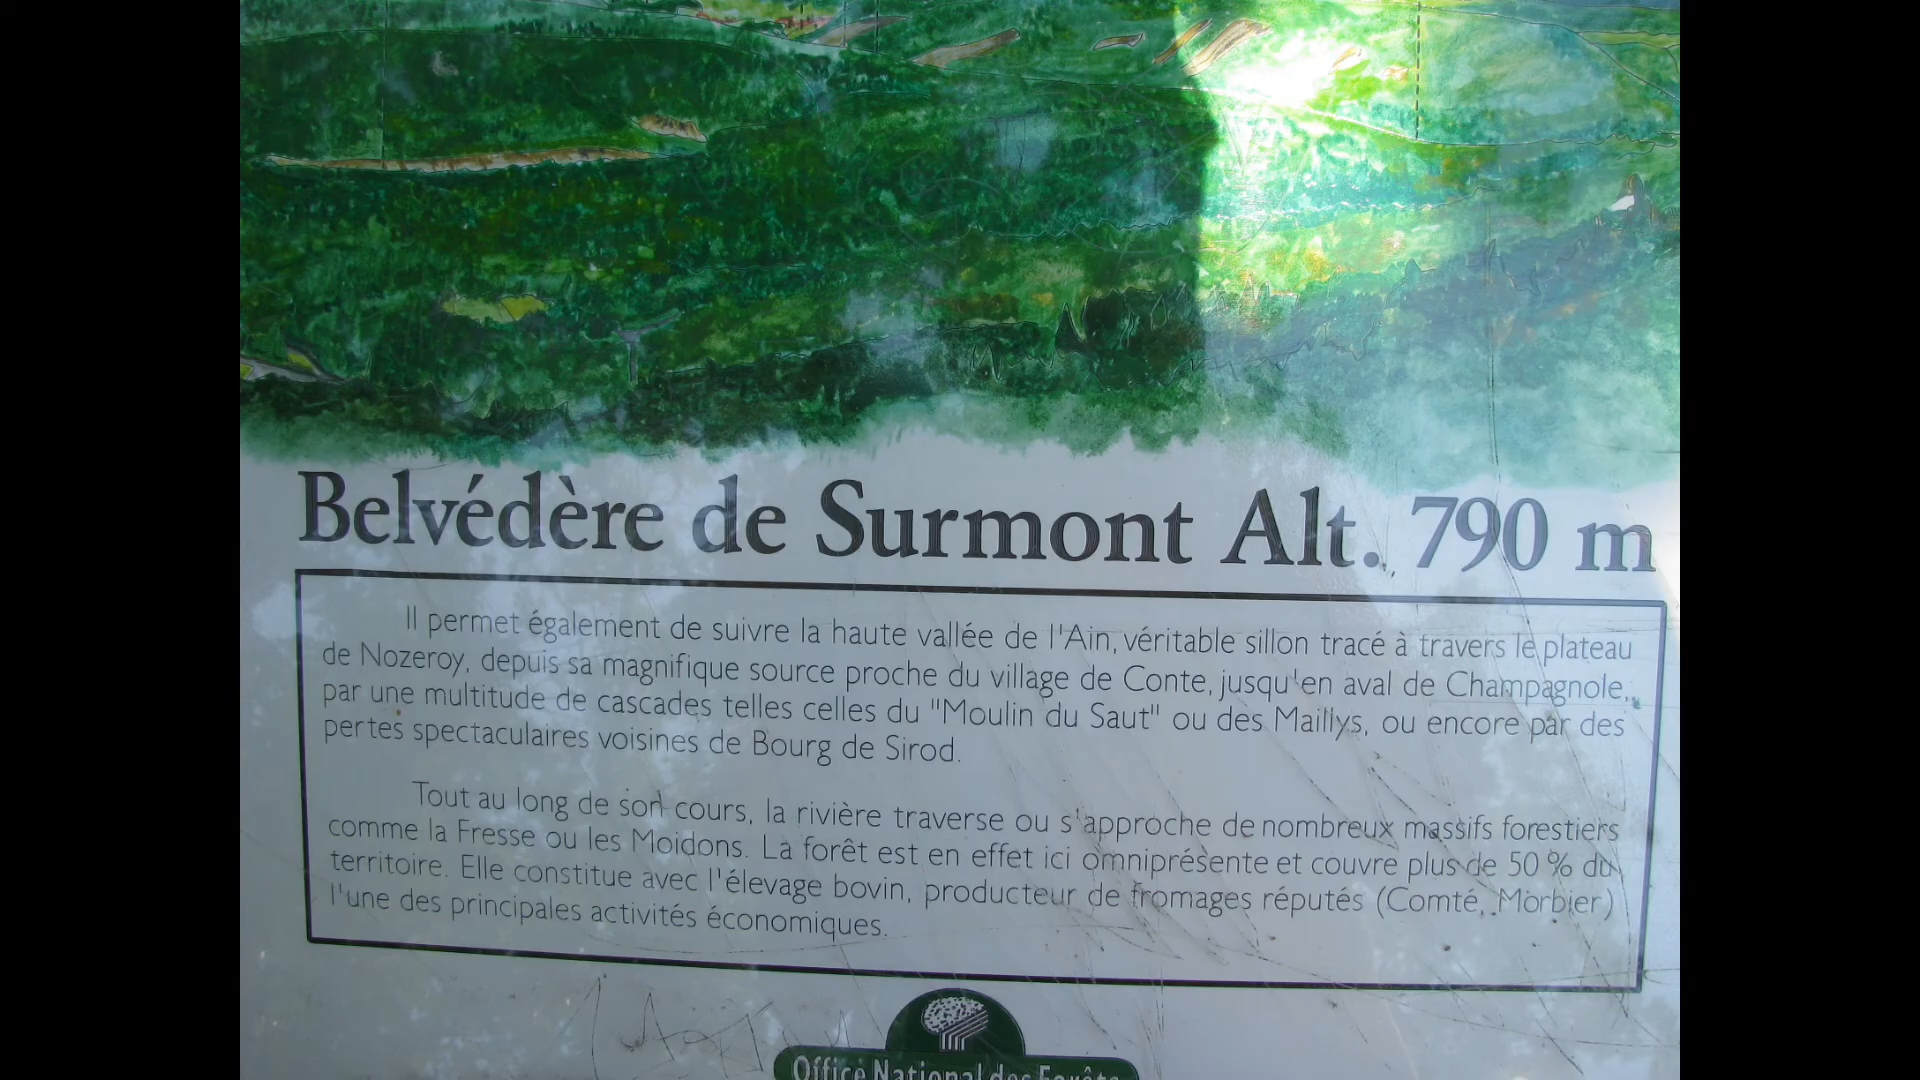 Belvédère de Surmont Alt. 790 m
Il permet également de suivre la haute vallée de l'Ain, véritable sillon tracé à travers le plateau
de Nozeroy, depuis sa magnifique source proche du village de Conte, jusqu'en aval de Champagnole,
par une multitude de cascades telles celles du "Moulin du Saut" ou des Maillys, ou encore par des
pertes spectaculaires voisines de Bourg de Sirod.
Tout au long de son cours, la rivière traverse ou s'approche de nombreux massifs forestiers
comme la Fresse ou les Moidons. La forêt est en effet ici omniprésente et couvre plus de 50 % du
territoire. Elle constitue avec l'élevage bovin, producteur de fromages réputés (Comté, Morbier)
l'une des principales activités économiques.
Office National des Forêts